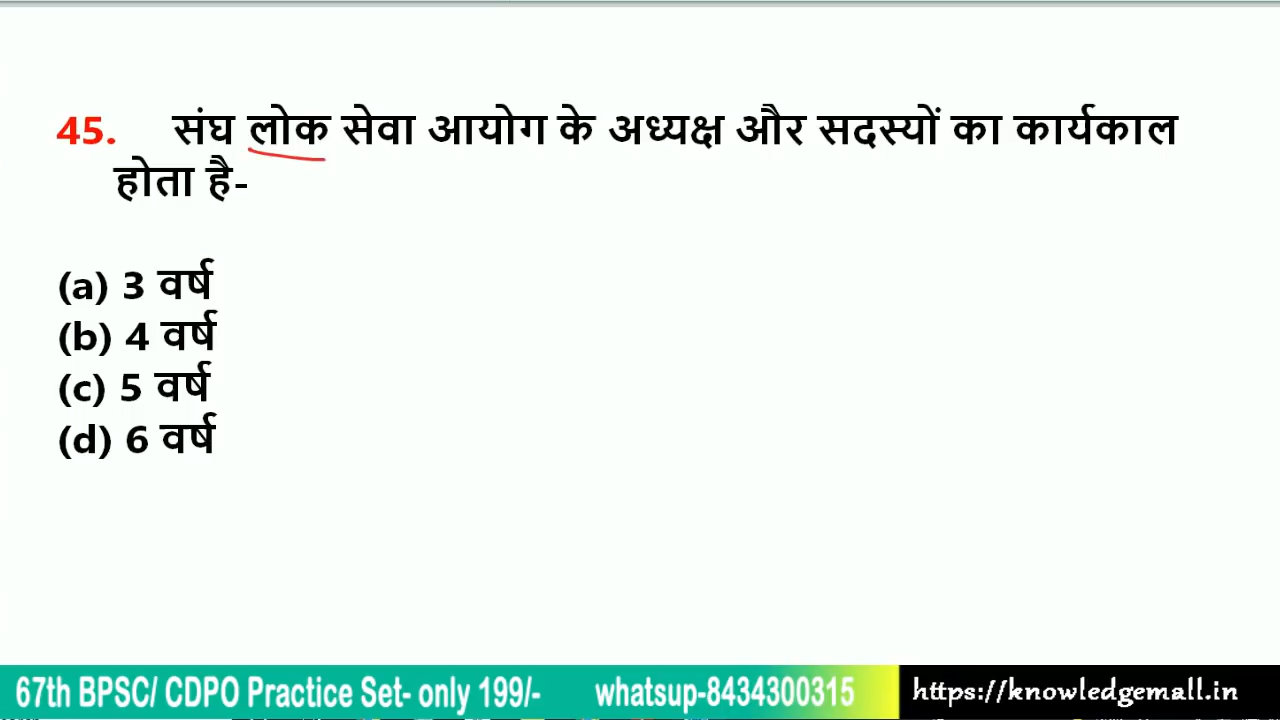 45. संघ लोक सेवा आयोग के अध्यक्ष और सदस्यों का कार्यकाल
होता है-
(a) 3 वर्ष
(b) 4 वर्ष
(c) 5 वर्ष
(d) 6 वर्ष
67th BPSC/ CDPO Practice Set- only 199/- whatsup-8434300315 https://knowledgemall.in